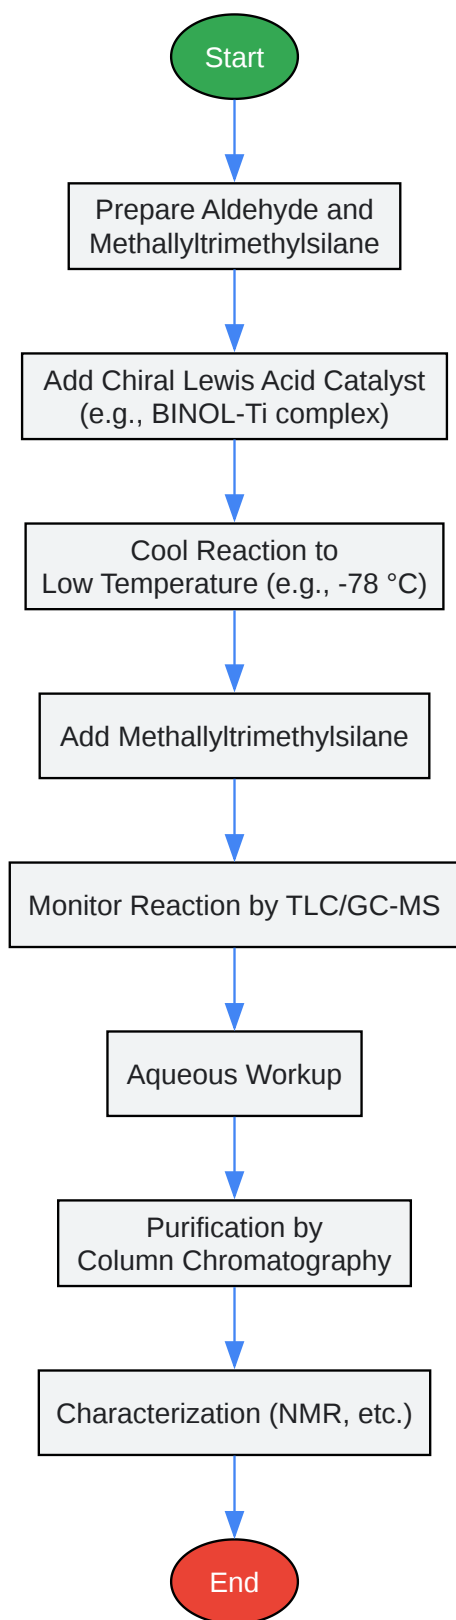 Start
Prepare Aldehyde and
Methallyltrimethylsilane
Add Chiral Lewis Acid Catalyst
(e.g., BINOL-Ti complex)
Cool Reaction to
Low Temperature (e.g., -78 °C)
Add Methallyltrimethylsilane
Monitor Reaction by TLC/GC-MS
Aqueous Workup
Purification by
Column Chromatography
Characterization (NMR, etc.)
End